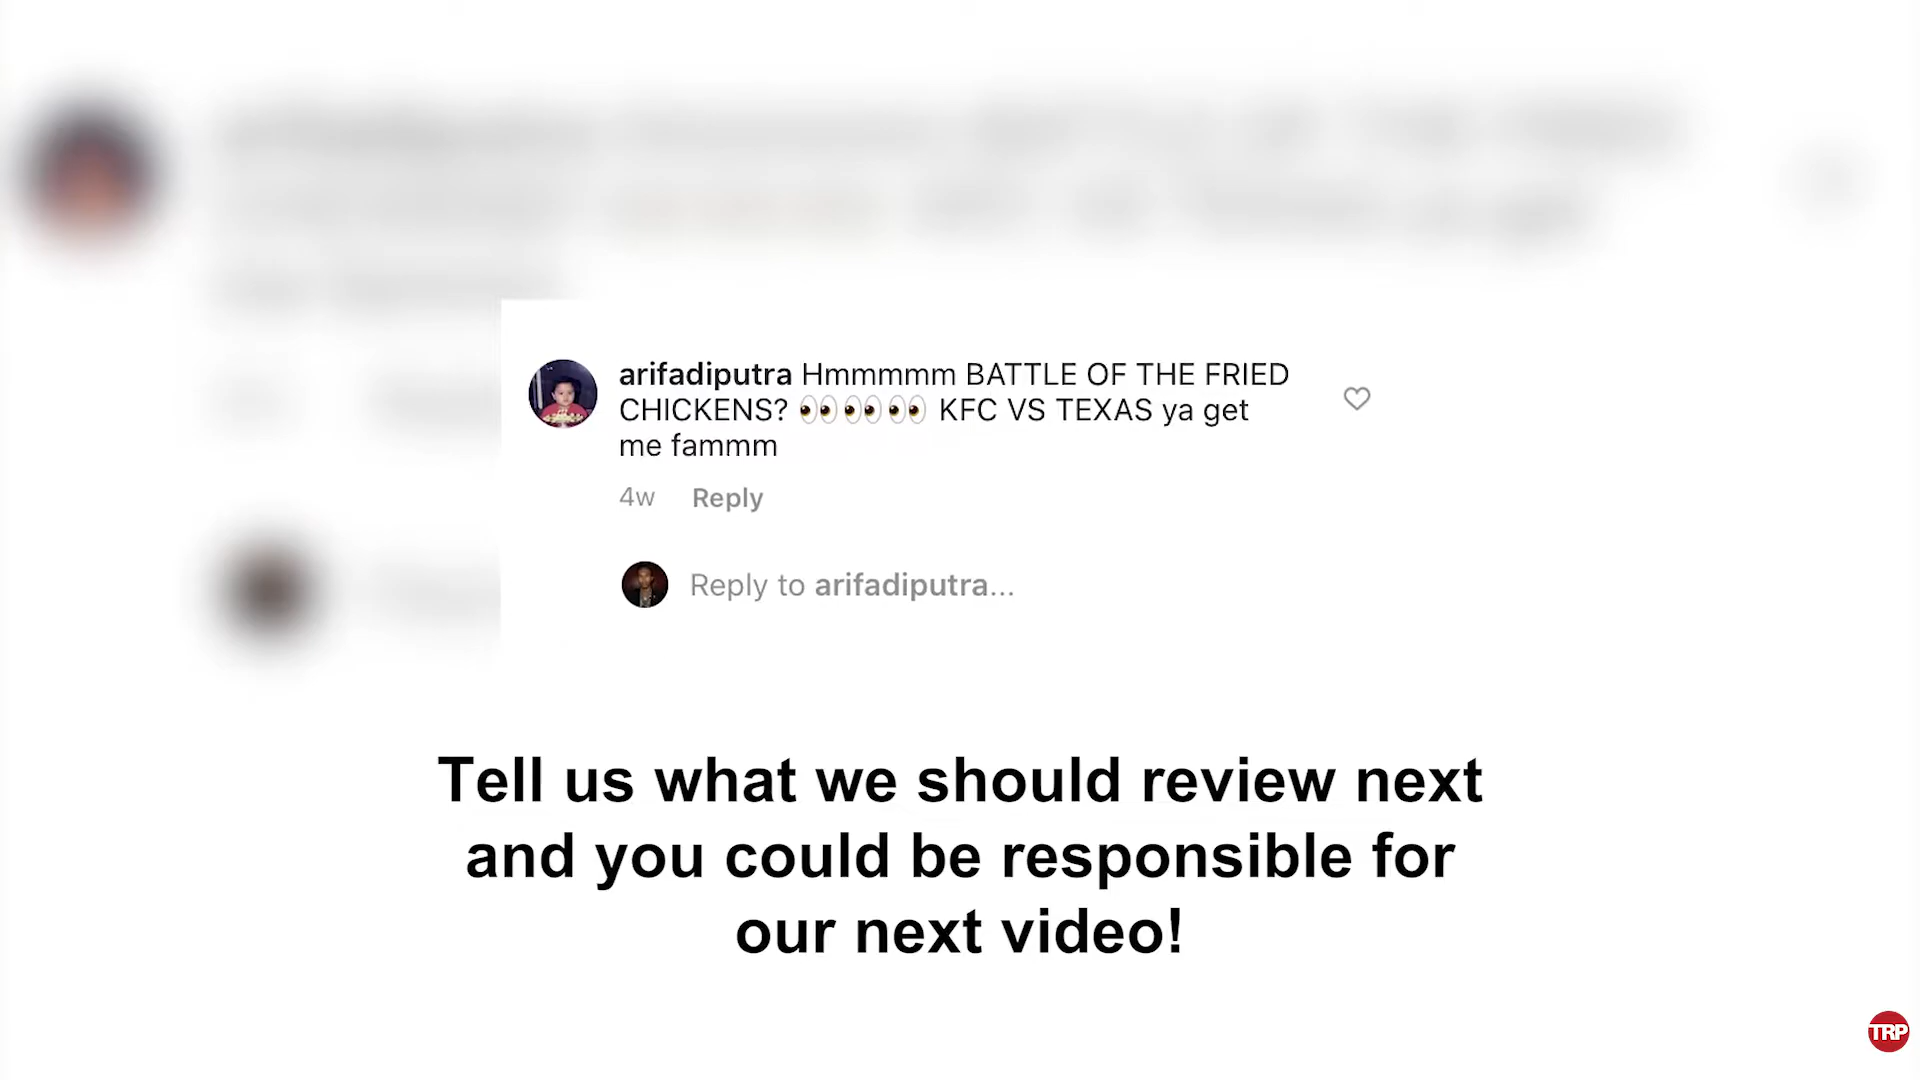 arifadiputra Hmmmmm BATTLE OF THE FRIED
CHICKENS? 👀👀👀 KFC VS TEXAS ya get
me fammm
4w Reply
Reply to arifadiputra...
Tell us what we should review next
and you could be responsible for
our next video!
TRP